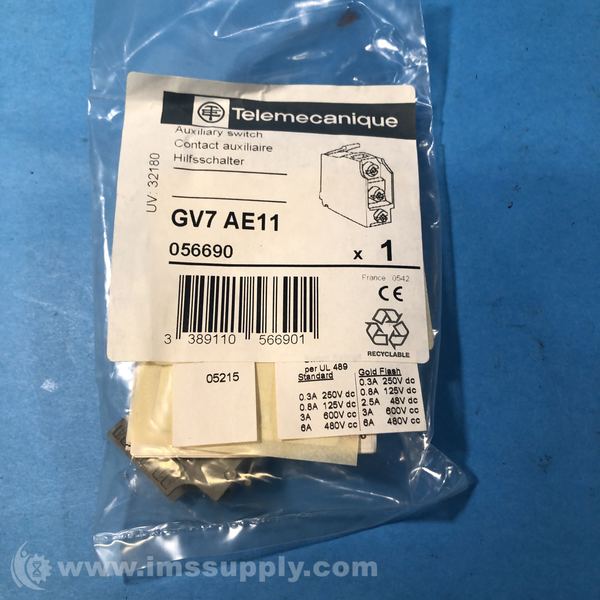 Telemecanique
Auxiliary switch
Contact auxiliaire
Hilfsschalter
UV: 32180
GV7 AE11
056690
x 1
France 0542
CE
3 389110 566901
RECYCLABLE
05215
per UL 489
Standard
0.3A 250V dc
0.8A 125V dc
3A 600V cc
6A 480V cc
Gold Flash
0.3A 250V dc
0.8A 125V dc
2.5A 48V dc
3A 600V cc
6A 480V cc
© www.imssupply.com/